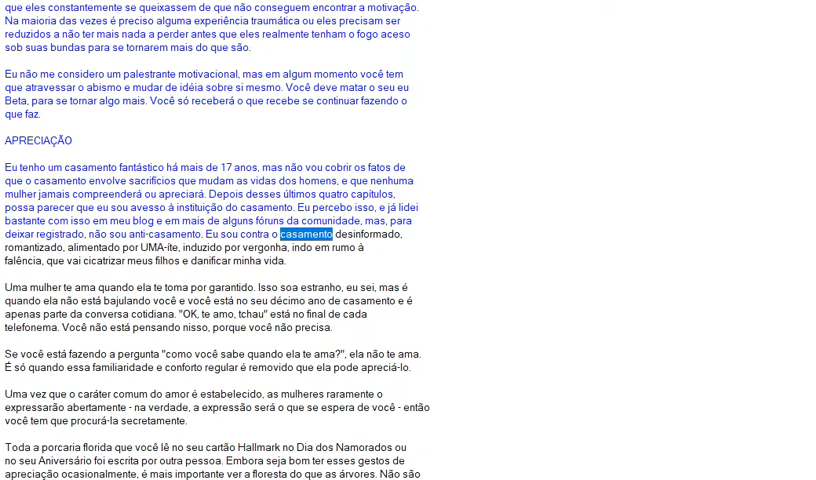 que eles constantemente se queixassem de que não conseguem encontrar a motivação.
Na maioria das vezes é preciso alguma experiência traumática ou eles precisam ser
reduzidos a não ter mais nada a perder antes que eles realmente tenham o fogo aceso
sob suas bundas para se tornarem mais do que são.
Eu não me considero um palestrante motivacional, mas em algum momento você tem
que atravessar o abismo e mudar de idéia sobre si mesmo. Você deve matar o seu eu
Beta, para se tornar algo mais. Você só receberá o que recebe se continuar fazendo o
que faz.
APRECIAÇÃO
Eu tenho um casamento fantástico há mais de 17 anos, mas não vou cobrir os fatos de
que o casamento envolve sacrifícios que mudam as vidas dos homens, e que nenhuma
mulher jamais compreenderá ou apreciará. Depois desses últimos quatro capítulos,
possa parecer que eu sou avesso à instituição do casamento. Eu percebo isso, e já lidei
bastante com isso em meu blog e em mais de alguns fóruns da comunidade, mas, para
deixar registrado, não sou anti-casamento. Eu sou contra o casamento desinformado,
romantizado, alimentado por UMA-íte, induzido por vergonha, indo em rumo à
falência, que vai cicatrizar meus filhos e danificar minha vida.
Uma mulher te ama quando ela te toma por garantido. Isso soa estranho, eu sei, mas é
quando ela não está bajulando você e você está no seu décimo ano de casamento e é
apenas parte da conversa cotidiana. "OK, te amo, tchau" está no final de cada
telefonema. Você não está pensando nisso, porque você não precisa.
Se você está fazendo a pergunta "como você sabe quando ela te ama?", ela não te ama.
É só quando essa familiaridade e conforto regular é removido que ela pode apreciá-lo.
Uma vez que o caráter comum do amor é estabelecido, as mulheres raramente o
expressarão abertamente - na verdade, a expressão será o que se espera de você - então
você tem que procurá-la secretamente.
Toda a porcaria florida que você lê no seu cartão Hallmark no Dia dos Namorados ou
no seu Aniversário foi escrita por outra pessoa. Embora seja bom ter esses gestos de
apreciação ocasionalmente, é mais importante ver a floresta do que as árvores. Não são